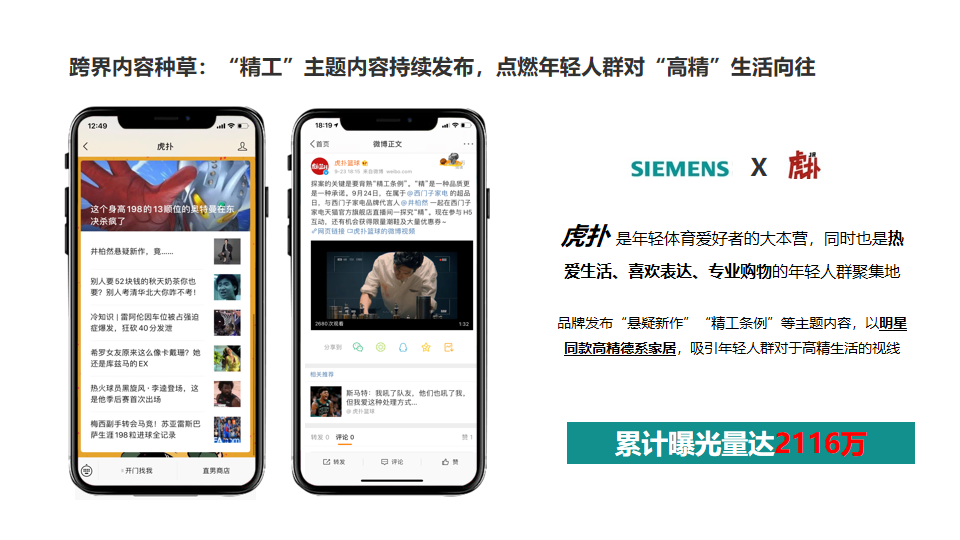 跨界内容种草：“精工”主题内容持续发布，点燃年轻人群对“高精”生活向往
12:49
虎扑
这个身高198的13顺位的奥特曼在东
决杀疯了
井柏然悬疑新作，竟……
别人要52块钱的秋天奶茶你也
要？别人考清华北大你咋不考！
冷知识 | 雷阿伦因车位被占强迫
症爆发，狂砍40分发泄
希罗女友原来这么像卡戴珊？她
还是库兹马的EX
热火球员黑旋风·李逵登场，这
是他季后赛首次出场
梅西副手转会马竞！苏亚雷斯巴
萨生涯198粒进球全记录
开门找我
直男商店
18:19
首页
微博正文
虎扑篮球
9-23 18:15 来自微博 weibo.com
探案的关键是要背熟“精工条例”。“精”是一种品质更
是一种承诺。9月24日，在属于@西门子家电 的超品
日，与西门子家电品牌代言人@井柏然 一起在西门子
家电天猫官方旗舰店直播间一探究“精”。现在参与 H5
互动，还有机会获得限量潮鞋及大量优惠券~
网页链接 虎扑篮球的微博视频
2660次观看
1:32
分享到
相关推荐
斯马特：我吼了队友，他们也吼了我，
但我爱这种处理方式...
@虎扑篮球
转发 0 评论 0 赞 1
转发 评论 赞
SIEMENS X 虎扑
虎扑 是年轻体育爱好者的大本营，同时也是热
爱生活、喜欢表达、专业购物的年轻人群聚集地
品牌发布“悬疑新作”“精工条例”等主题内容，以明星
同款高精德系家居，吸引年轻人群对于高精生活的视线
累计曝光量达2116万